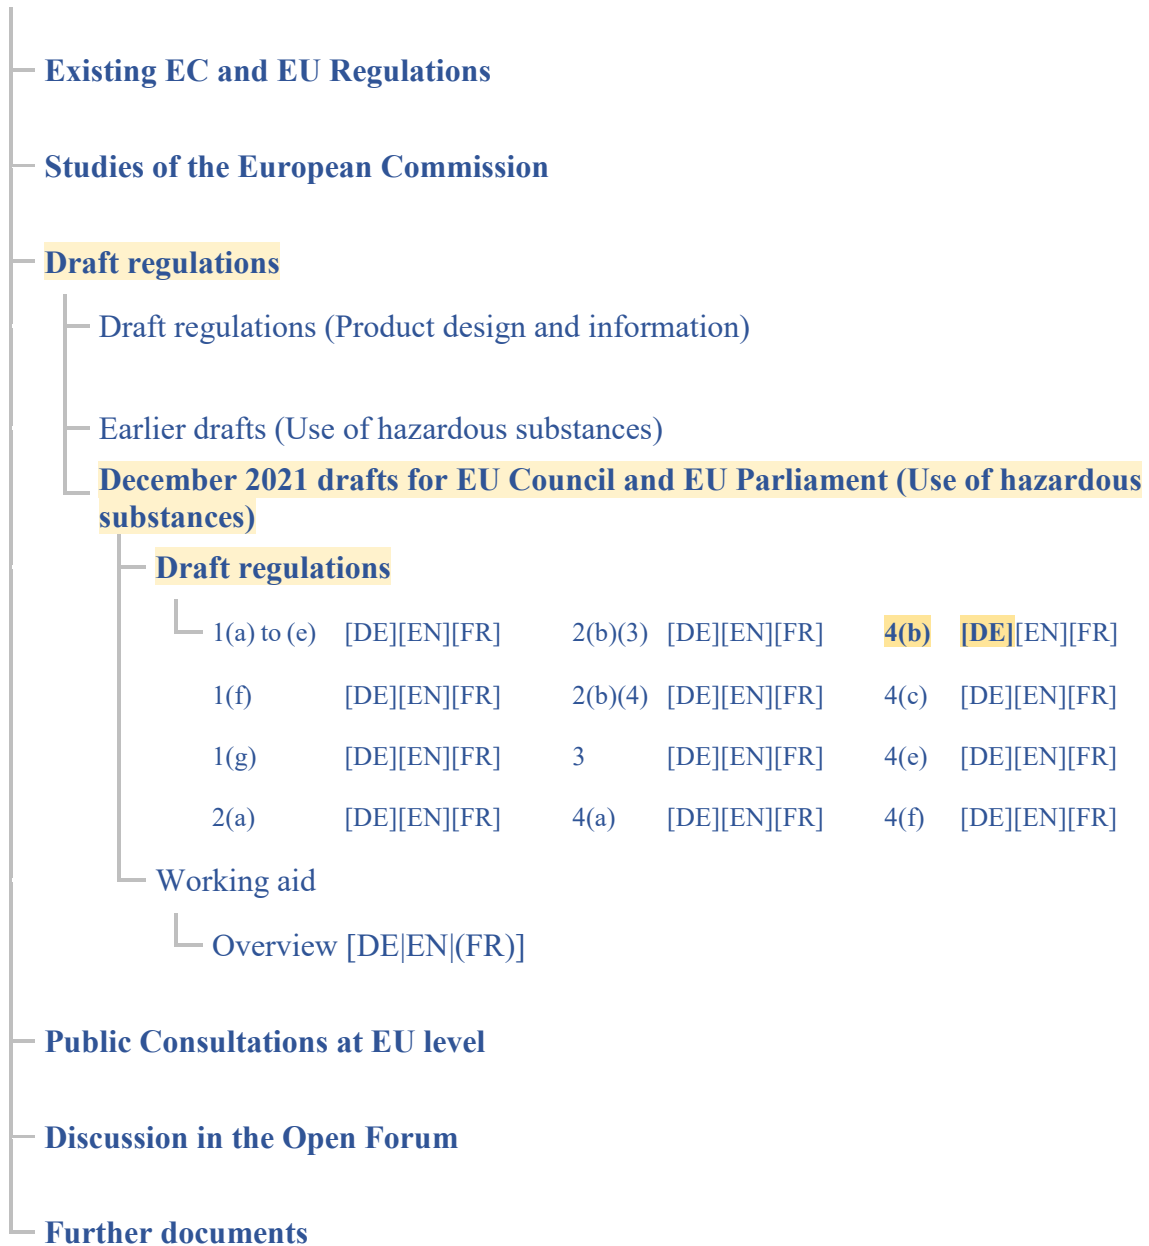 Existing EC and EU Regulations
Studies of the European Commission
Draft regulations
Draft regulations (Product design and information)
Earlier drafts (Use of hazardous substances)
December 2021 drafts for EU Council and EU Parliament (Use of hazardous
substances)
Draft regulations
1(a) to (e) [DE][EN][FR] 2(b)(3) [DE][EN][FR] 4(b) [DE][EN][FR]
1(f) [DE][EN][FR] 2(b)(4) [DE][EN][FR] 4(c) [DE][EN][FR]
1(g) [DE][EN][FR] 3 [DE][EN][FR] 4(e) [DE][EN][FR]
2(a) [DE][EN][FR] 4(a) [DE][EN][FR] 4(f) [DE][EN][FR]
Working aid
Overview [DE|EN|(FR)]
Public Consultations at EU level
Discussion in the Open Forum
Further documents